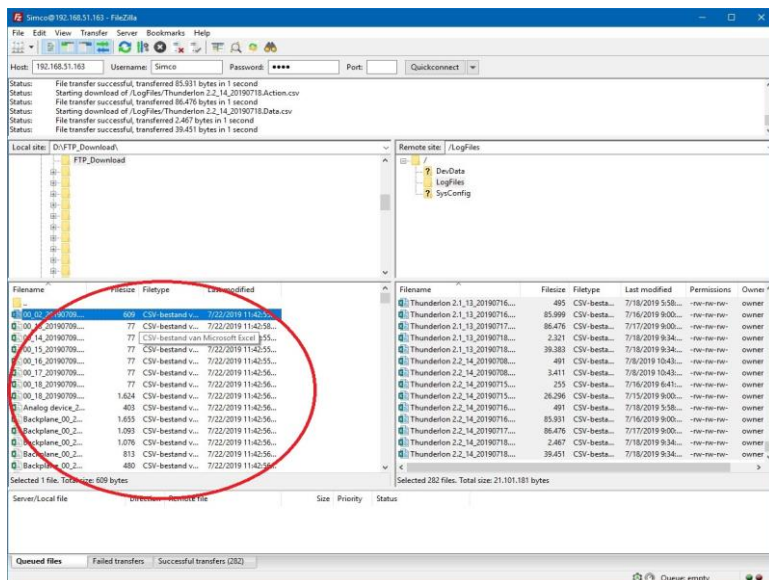 Simco@192.168.51.163 - FileZilla
File Edit View Transfer Server Bookmarks Help
Host: 192.168.51.163 Username: Simco Password: •••• Port: Quickconnect
Status: File transfer successful, transferred 85.931 bytes in 1 second
Status: Starting download of /LogFiles/ThunderIon 2.2_14_20190718.Action.csv
Status: File transfer successful, transferred 86.476 bytes in 1 second
Status: Starting download of /LogFiles/ThunderIon 2.2_14_20190718.Data.csv
Status: File transfer successful, transferred 2.467 bytes in 1 second
Status: File transfer successful, transferred 39.451 bytes in 1 second
Local site: D:\FTP_Download\
FTP_Download
Remote site: /LogFiles
/
? DevData
LogFiles
? SysConfig
Filename Filesize Filetype Last modified
..
00_02_20190709.... 609 CSV-bestand v... 7/22/2019 11:42:55...
20190709.... 77 CSV-bestand v... 7/22/2019 11:42:58...
00_14_20190709.... 77 CSV-bestand van Microsoft Excel :55...
00_15_20190709.... 77 CSV-bestand v... 7/22/2019 11:42:55...
00_16_20190709.... 77 CSV-bestand v... 7/22/2019 11:42:56...
00_17_20190709.... 77 CSV-bestand v... 7/22/2019 11:42:56...
00_18_20190709.... 77 CSV-bestand v... 7/22/2019 11:42:56...
00_18_20190709.... 1.624 CSV-bestand v... 7/22/2019 11:42:56...
Analog device_2... 403 CSV-bestand v... 7/22/2019 11:42:56...
Backplane_00_2... 1.655 CSV-bestand v... 7/22/2019 11:42:56...
Backplane_00_2... 1.093 CSV-bestand v... 7/22/2019 11:42:56...
Backplane_00_2... 1.076 CSV-bestand v... 7/22/2019 11:42:56...
Backplane_00_2... 813 CSV-bestand v... 7/22/2019 11:42:56...
Backplane_00_2... 480 CSV-bestand v... 7/22/2019 11:42:56...
Selected 1 file. Total size: 609 bytes
Filename Filesize Filetype Last modified Permissions Owner
ThunderIon 2.1_13_20190716.... 495 CSV-besta... 7/18/2019 5:58:... -rw-rw-rw- owner
ThunderIon 2.1_13_20190716.... 85.999 CSV-besta... 7/16/2019 9:00:... -rw-rw-rw- owner
ThunderIon 2.1_13_20190717.... 86.476 CSV-besta... 7/17/2019 9:00:... -rw-rw-rw- owner
ThunderIon 2.1_13_20190718.... 2.321 CSV-besta... 7/18/2019 9:34:... -rw-rw-rw- owner
ThunderIon 2.1_13_20190718.... 39.383 CSV-besta... 7/18/2019 9:34:... -rw-rw-rw- owner
ThunderIon 2.2_14_20190708.... 491 CSV-besta... 7/8/2019 10:43:... -rw-rw-rw- owner
ThunderIon 2.2_14_20190708.... 3.411 CSV-besta... 7/8/2019 10:43:... -rw-rw-rw- owner
ThunderIon 2.2_14_20190715.... 255 CSV-besta... 7/16/2019 6:41:... -rw-rw-rw- owner
ThunderIon 2.2_14_20190715.... 26.296 CSV-besta... 7/15/2019 9:00:... -rw-rw-rw- owner
ThunderIon 2.2_14_20190716.... 491 CSV-besta... 7/18/2019 5:58:... -rw-rw-rw- owner
ThunderIon 2.2_14_20190716.... 85.931 CSV-besta... 7/16/2019 9:00:... -rw-rw-rw- owner
ThunderIon 2.2_14_20190717.... 86.476 CSV-besta... 7/17/2019 9:00:... -rw-rw-rw- owner
ThunderIon 2.2_14_20190718.... 2.467 CSV-besta... 7/18/2019 9:34:... -rw-rw-rw- owner
ThunderIon 2.2_14_20190718.... 39.451 CSV-besta... 7/18/2019 9:34:... -rw-rw-rw- owner
Selected 282 files. Total size: 21.101.181 bytes
Server/Local file Direction Remote file Size Priority Status
Queued files Failed transfers Successful transfers (282)
Queue: empty